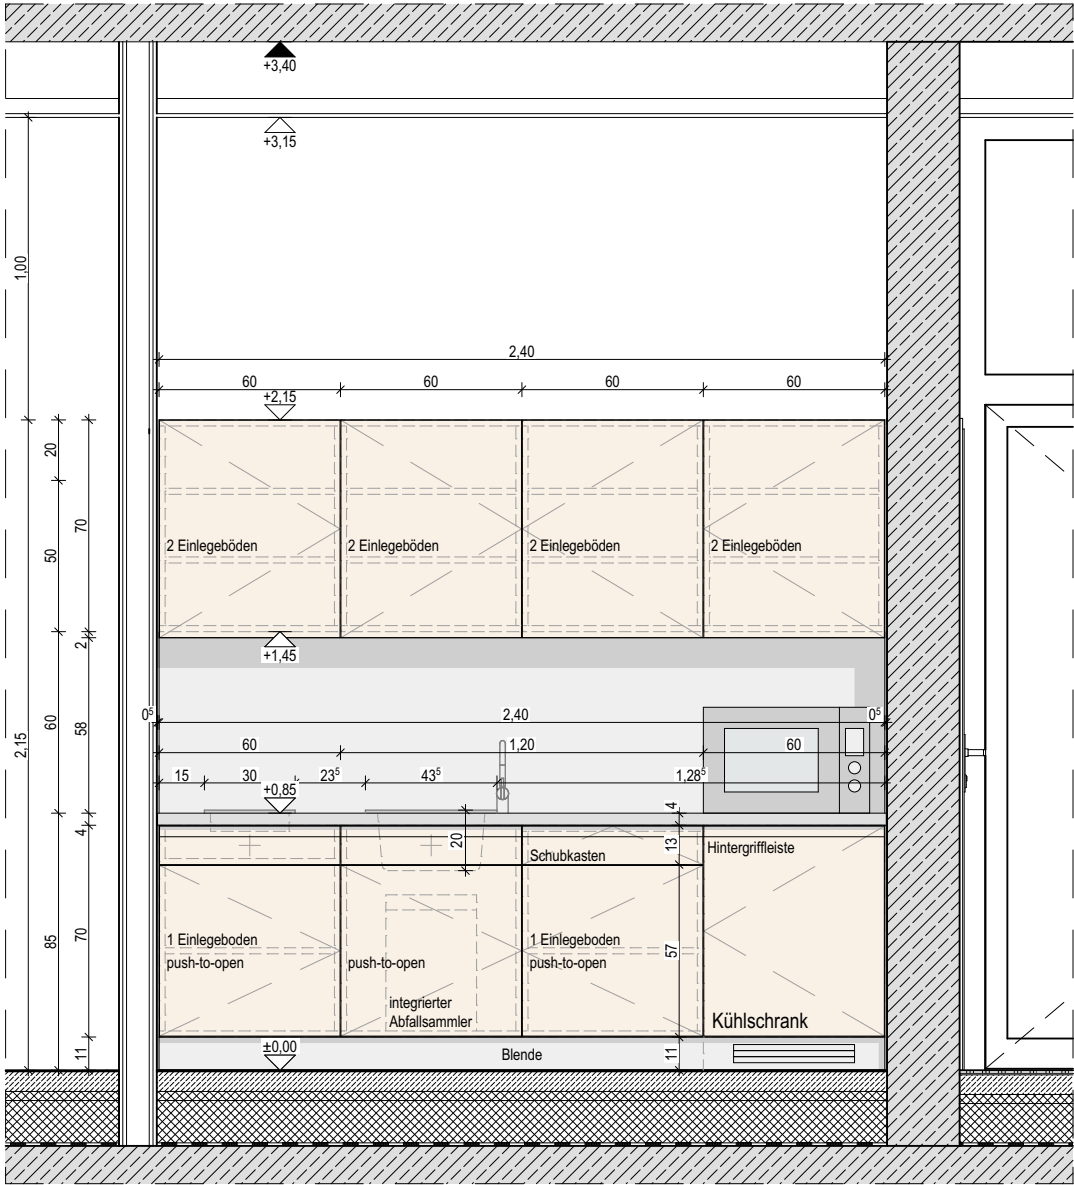 +3,40
+3,15
1,00
2,40
60
60
60
60
+2,15
20
70
50
2 Einlegeböden
2 Einlegeböden
2 Einlegeböden
2 Einlegeböden
2
+1,45
0⁵
2,40
0⁵
60
58
2,15
60
1,20
60
15
30
23⁵
43⁵
1,28⁵
+0,85
4
4
20
13
Schubkasten
Hintergriffleiste
85
70
1 Einlegeboden
push-to-open
push-to-open
1 Einlegeboden
push-to-open
57
integrierter
Abfallsammler
Kühlschrank
11
±0,00
Blende
11